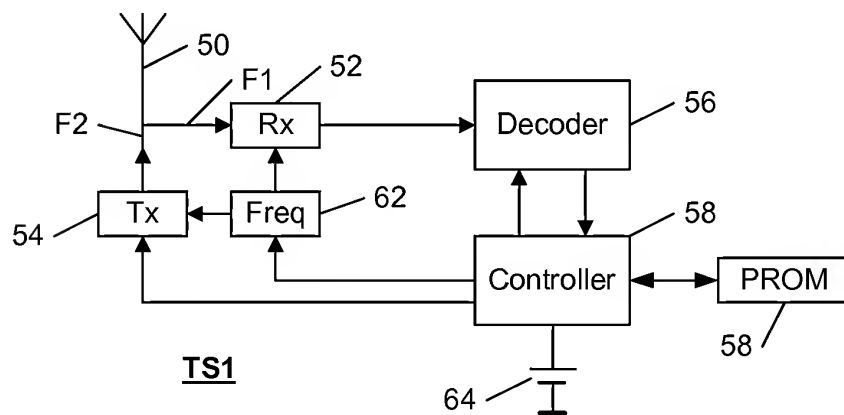 50
F1
52
Rx
F2
Decoder
56
Tx
Freq
62
54
58
Controller
PROM
58
TS1
64